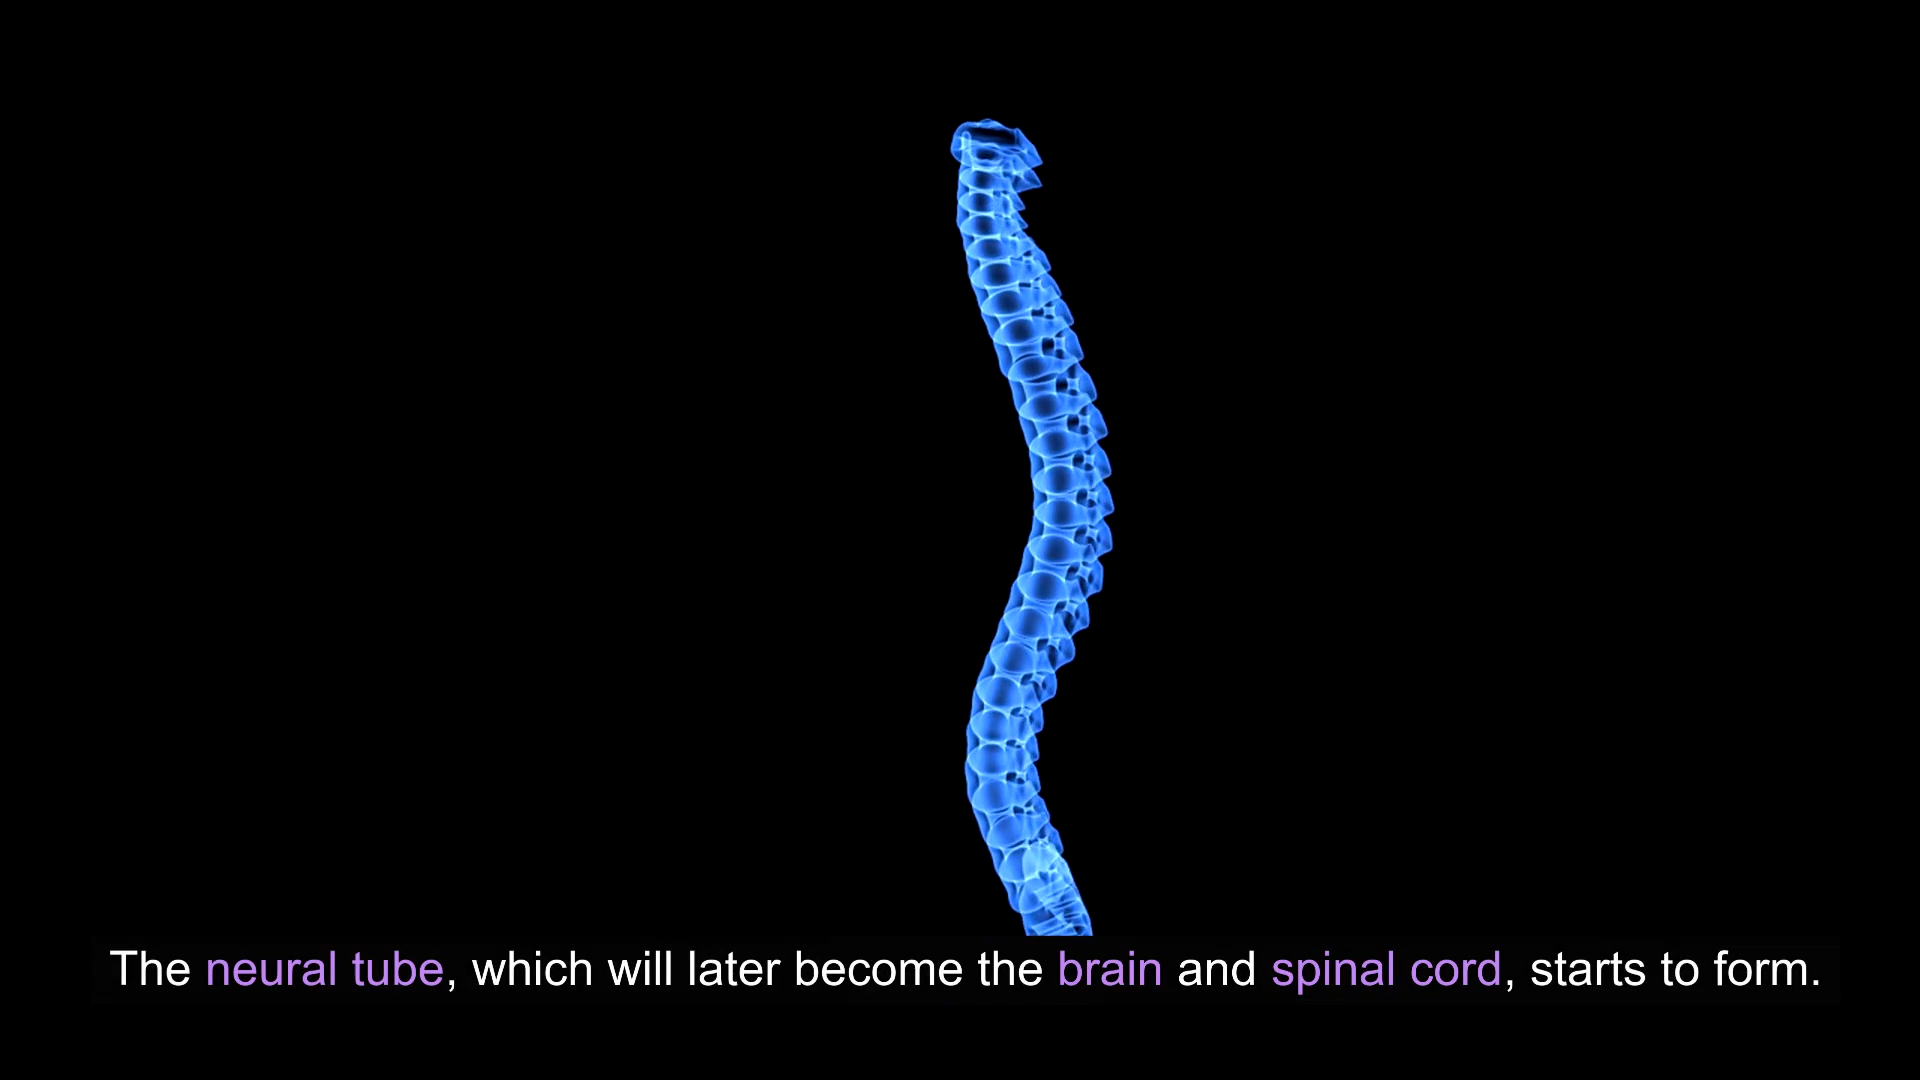 The neural tube, which will later become the brain and spinal cord, starts to form.